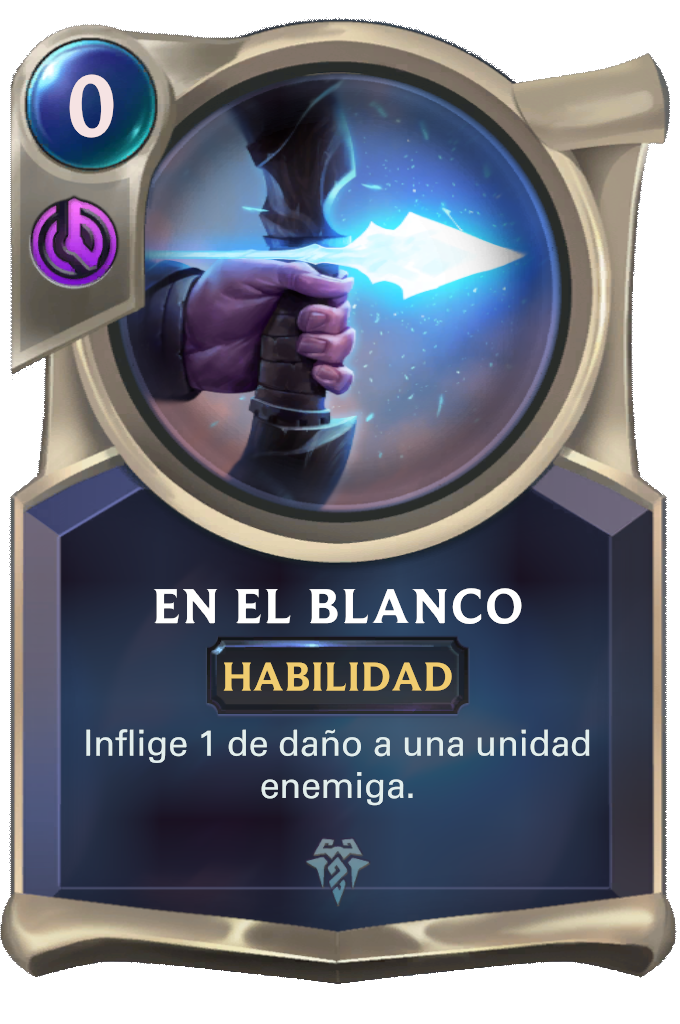 0
EN EL BLANCO
HABILIDAD
Inflige 1 de daño a una unidad
enemiga.